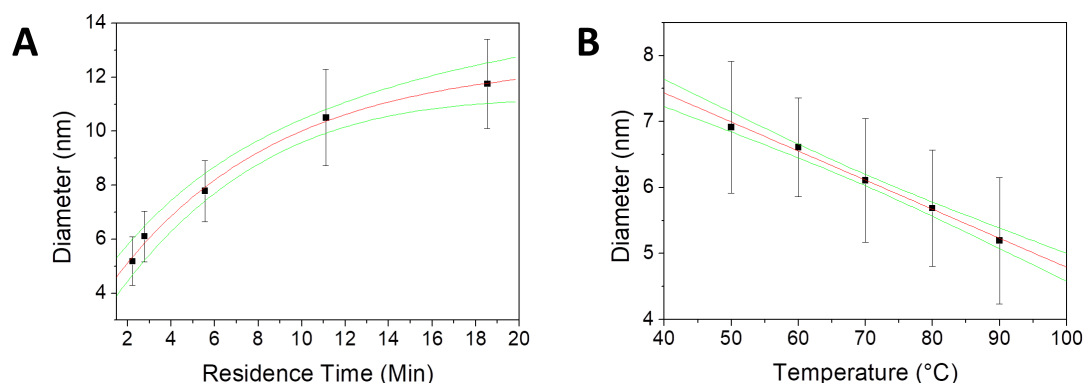 A
Diameter (nm)
14
12
10
8
6
4
2 4 6 8 10 12 14 16 18 20
Residence Time (Min)
B
Diameter (nm)
8
7
6
5
4
40 50 60 70 80 90 100
Temperature (°C)